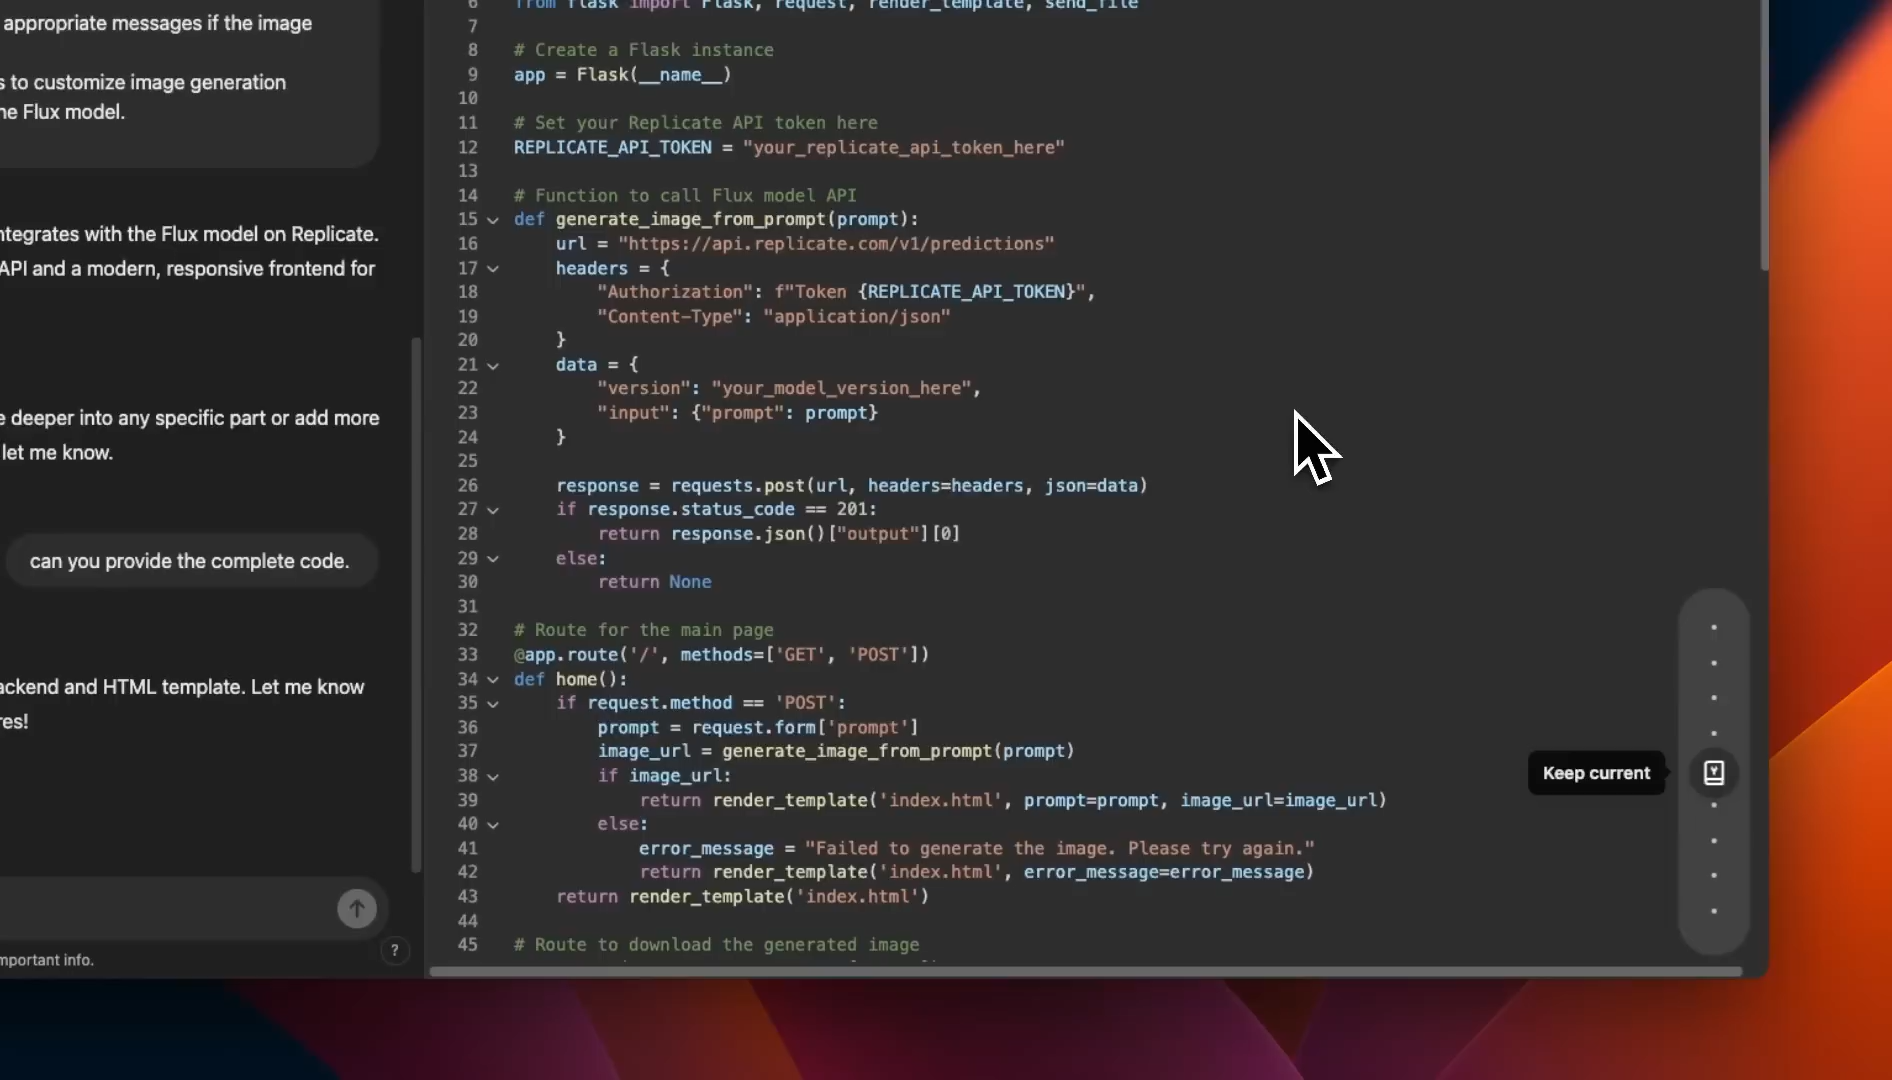 appropriate messages if the image
s to customize image generation
he Flux model.
ntegrates with the Flux model on Replicate.
API and a modern, responsive frontend for
e deeper into any specific part or add more
let me know.
can you provide the complete code.
ackend and HTML template. Let me know
res!
mportant info.
?
6 from flask import Flask, request, render_template, send_file
7
8 # Create a Flask instance
9 app = Flask(__name__)
10
11 # Set your Replicate API token here
12 REPLICATE_API_TOKEN = "your_replicate_api_token_here"
13
14 # Function to call Flux model API
15 def generate_image_from_prompt(prompt):
16 url = "https://api.replicate.com/v1/predictions"
17 headers = {
18 "Authorization": f"Token {REPLICATE_API_TOKEN}",
19 "Content-Type": "application/json"
20 }
21 data = {
22 "version": "your_model_version_here",
23 "input": {"prompt": prompt}
24 }
25
26 response = requests.post(url, headers=headers, json=data)
27 if response.status_code == 201:
28 return response.json()["output"][0]
29 else:
30 return None
31
32 # Route for the main page
33 @app.route('/', methods=['GET', 'POST'])
34 def home():
35 if request.method == 'POST':
36 prompt = request.form['prompt']
37 image_url = generate_image_from_prompt(prompt)
38 if image_url:
39 return render_template('index.html', prompt=prompt, image_url=image_url)
40 else:
41 error_message = "Failed to generate the image. Please try again."
42 return render_template('index.html', error_message=error_message)
43 return render_template('index.html')
44
45 # Route to download the generated image
Keep current